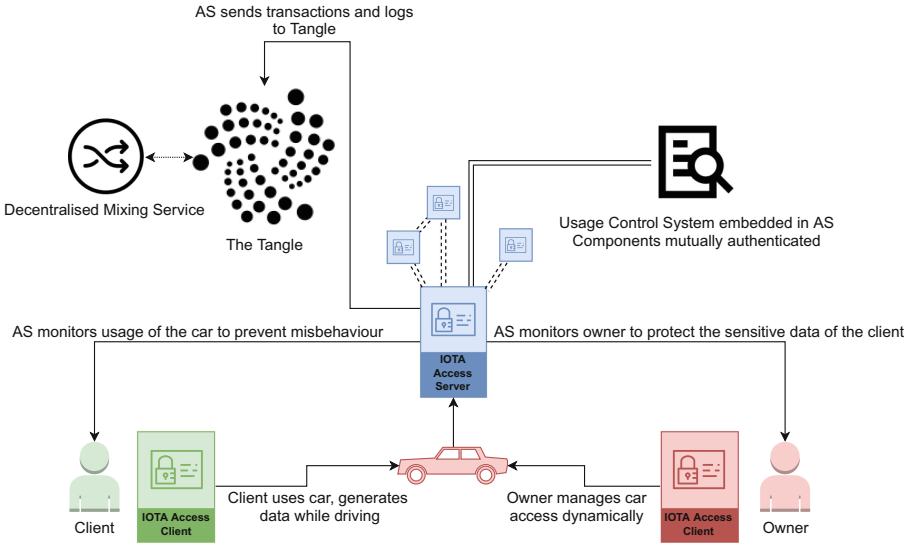 AS sends transactions and logs
to Tangle
Decentralised Mixing Service
The Tangle
Usage Control System embedded in AS
Components mutually authenticated
AS monitors usage of the car to prevent misbehaviour
AS monitors owner to protect the sensitive data of the client
IOTA
Access
Server
Client
IOTA Access
Client
Client uses car, generates
data while driving
Owner manages car
access dynamically
IOTA Access
Client
Owner